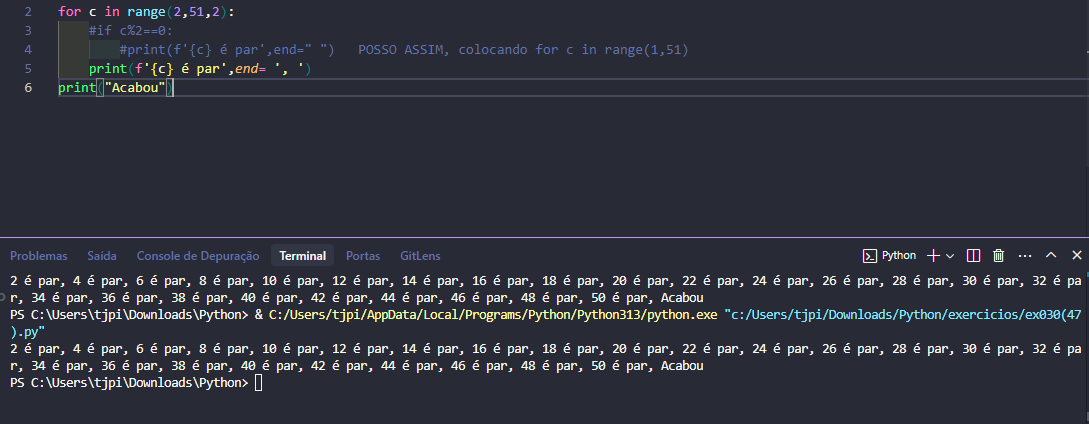 2 for c in range(2,51,2):
3 #if c%2==0:
4 #print(f'{c} é par',end=" ") POSSO ASSIM, colocando for c in range(1,51)
5 print(f'{c} é par',end= ', ')
6 print("Acabou")
Problemas Saída Console de Depuração Terminal Portas GitLens Python
2 é par, 4 é par, 6 é par, 8 é par, 10 é par, 12 é par, 14 é par, 16 é par, 18 é par, 20 é par, 22 é par, 24 é par, 26 é par, 28 é par, 30 é par, 32 é pa
r, 34 é par, 36 é par, 38 é par, 40 é par, 42 é par, 44 é par, 46 é par, 48 é par, 50 é par, Acabou
PS C:\Users\tjpi\Downloads\Python> & C:/Users/tjpi/AppData/Local/Programs/Python/Python313/python.exe "c:/Users/tjpi/Downloads/Python/exercicios/ex030(47
).py"
2 é par, 4 é par, 6 é par, 8 é par, 10 é par, 12 é par, 14 é par, 16 é par, 18 é par, 20 é par, 22 é par, 24 é par, 26 é par, 28 é par, 30 é par, 32 é pa
r, 34 é par, 36 é par, 38 é par, 40 é par, 42 é par, 44 é par, 46 é par, 48 é par, 50 é par, Acabou
PS C:\Users\tjpi\Downloads\Python>